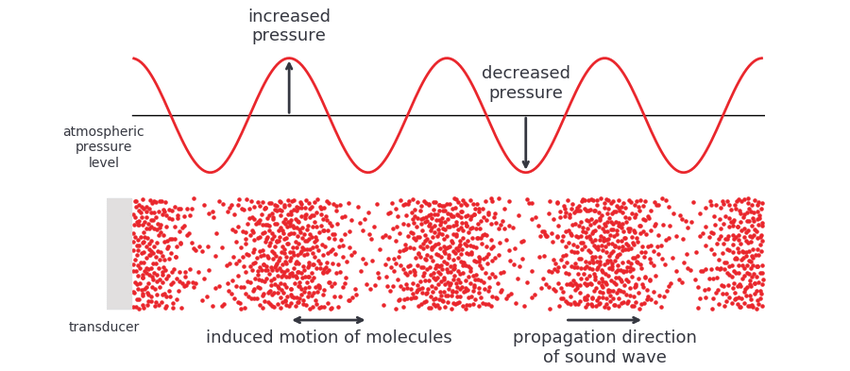 increased
pressure
decreased
pressure
atmospheric
pressure
level
transducer
induced motion of molecules
propagation direction
of sound wave